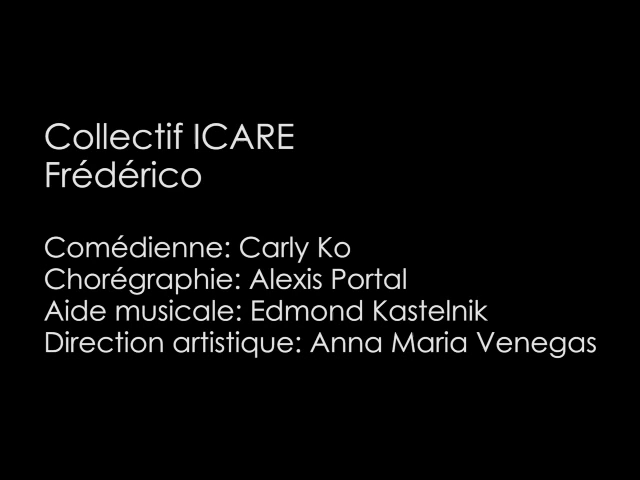 Collectif ICARE
Frédérico
Comédienne: Carly Ko
Chorégraphie: Alexis Portal
Aide musicale: Edmond Kastelnik
Direction artistique: Anna Maria Venegas